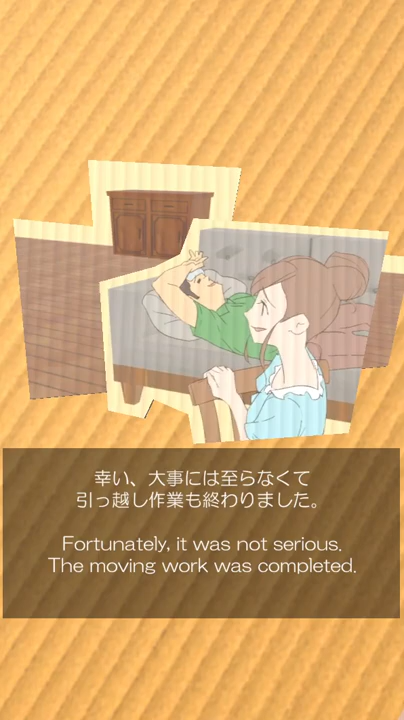 幸い、大事には至らなくて
引っ越し作業も終わりました。
Fortunately, it was not serious.
The moving work was completed.